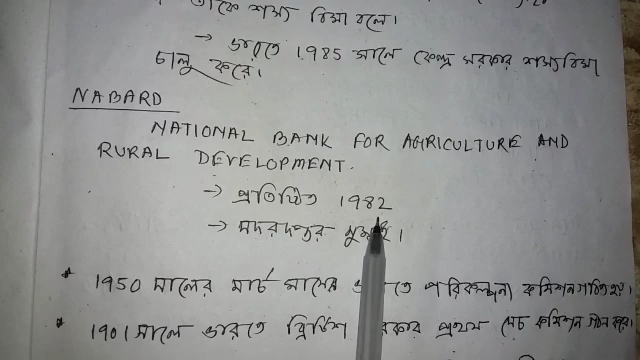 তাকে শস্য বিমা বলে।
→ ভারতে 1985 সালে কেন্দ্র সরকার শস্যবিমা
চালু করে।
NABARD
NATIONAL BANK FOR AGRICULTURE AND
RURAL DEVELOPMENT.
→ প্রতিষ্ঠিত 1982
→ সদরদপ্তর
* 1950 সালের মার্চ মাসে পরিকল্পনা কমিশন গঠিত হয়।
* 1901 সালে ভারতে ব্রিটিশ সরকার প্রথম সেচ কমিশন গঠন করে।